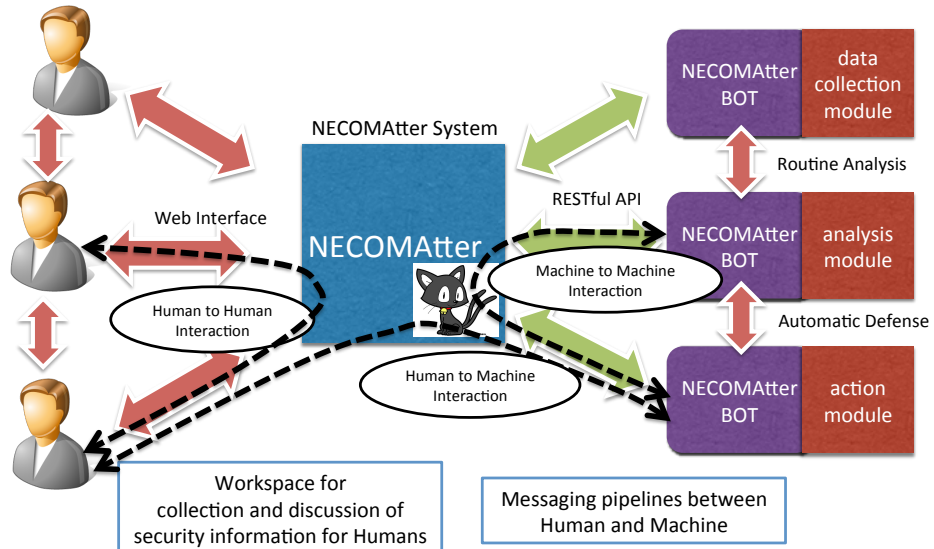 NECOMAtter System
NECOMAtter
Web Interface
RESTful API
Human to Human
Interaction
Machine to Machine
Interaction
Human to Machine
Interaction
NECOMAtter
BOT
data
collection
module
Routine Analysis
NECOMAtter
BOT
analysis
module
Automatic Defense
NECOMAtter
BOT
action
module
Workspace for
collection and discussion of
security information for Humans
Messaging pipelines between
Human and Machine